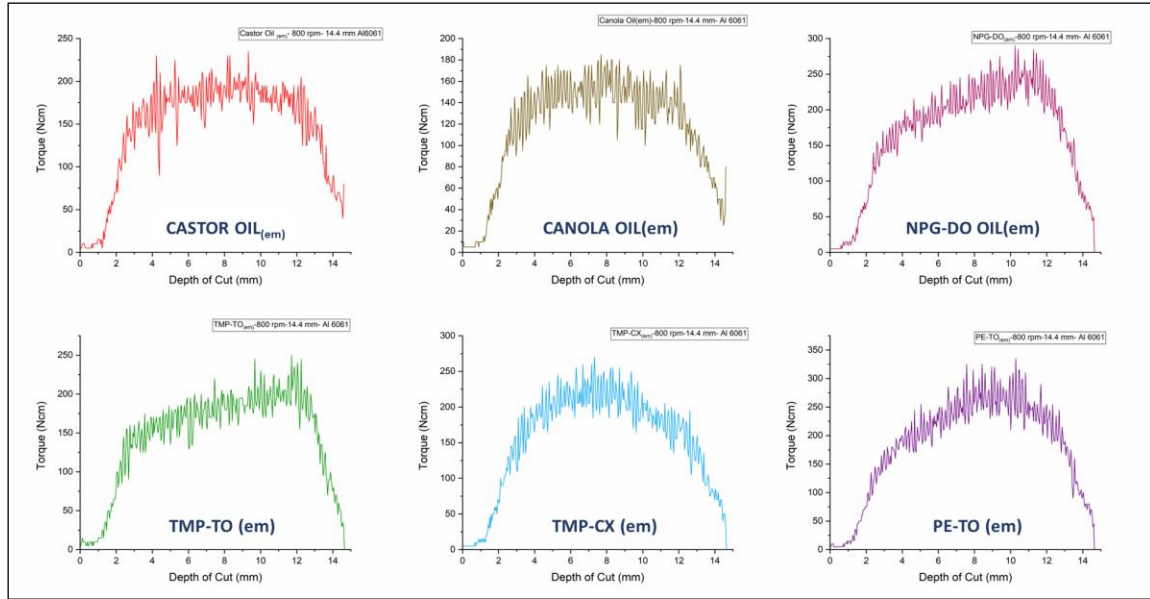 Castor Oil (em)- 800 rpm- 14.4 mm Al6061
250
200
150
100
50
0
Torque (Ncm)
CASTOR OIL(em)
0 2 4 6 8 10 12 14
Depth of Cut (mm)
Canola Oil(em)-800 rpm-14.4 mm- Al 6061
220
200
180
160
140
120
100
80
60
40
20
0
Torque (Ncm)
CANOLA OIL(em)
0 2 4 6 8 10 12 14
Depth of Cut (mm)
NPG-DO(em)-800 rpm-14.4 mm- Al 6061
300
250
200
150
100
50
0
Torque (Ncm)
NPG-DO OIL(em)
0 2 4 6 8 10 12 14
Depth of Cut (mm)
TMP-TO(em)-800 rpm-14.4 mm- Al 6061
250
200
150
100
50
0
Torque (Ncm)
TMP-TO (em)
0 2 4 6 8 10 12 14
Depth of Cut (mm)
TMP-CX(em)-800 rpm-14.4 mm- Al 6061
300
250
200
150
100
50
0
Torque (Ncm)
TMP-CX (em)
0 2 4 6 8 10 12 14
Depth of Cut (mm)
PE-TO(em)-800 rpm-14.4 mm- Al 6061
350
300
250
300
150
100
50
0
Torque (Ncm)
PE-TO (em)
0 2 4 6 8 10 12 14
Depth of Cut (mm)